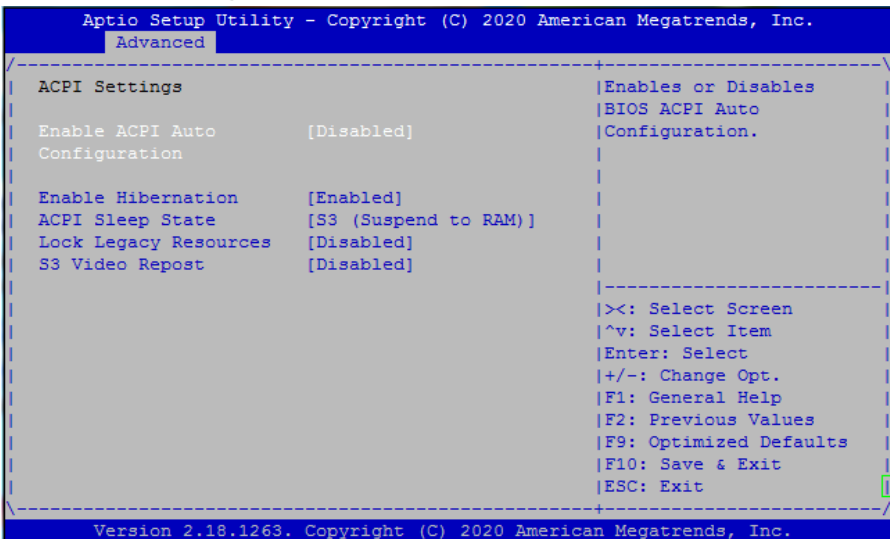 Aptio Setup Utility - Copyright (C) 2020 American Megatrends, Inc.
Advanced
/----------------------------------------------------+-------------------------\
ACPI Settings |Enables or Disables
|BIOS ACPI Auto
Enable ACPI Auto [Disabled] |Configuration.
Configuration
Enable Hibernation [Enabled]
ACPI Sleep State [S3 (Suspend to RAM)]
Lock Legacy Resources [Disabled]
S3 Video Repost [Disabled]
|-------------------------|
|><: Select Screen
|^v: Select Item
|Enter: Select
|+/-: Change Opt.
|F1: General Help
|F2: Previous Values
|F9: Optimized Defaults
|F10: Save & Exit
|ESC: Exit
\----------------------------------------------------+-------------------------/
Version 2.18.1263. Copyright (C) 2020 American Megatrends, Inc.